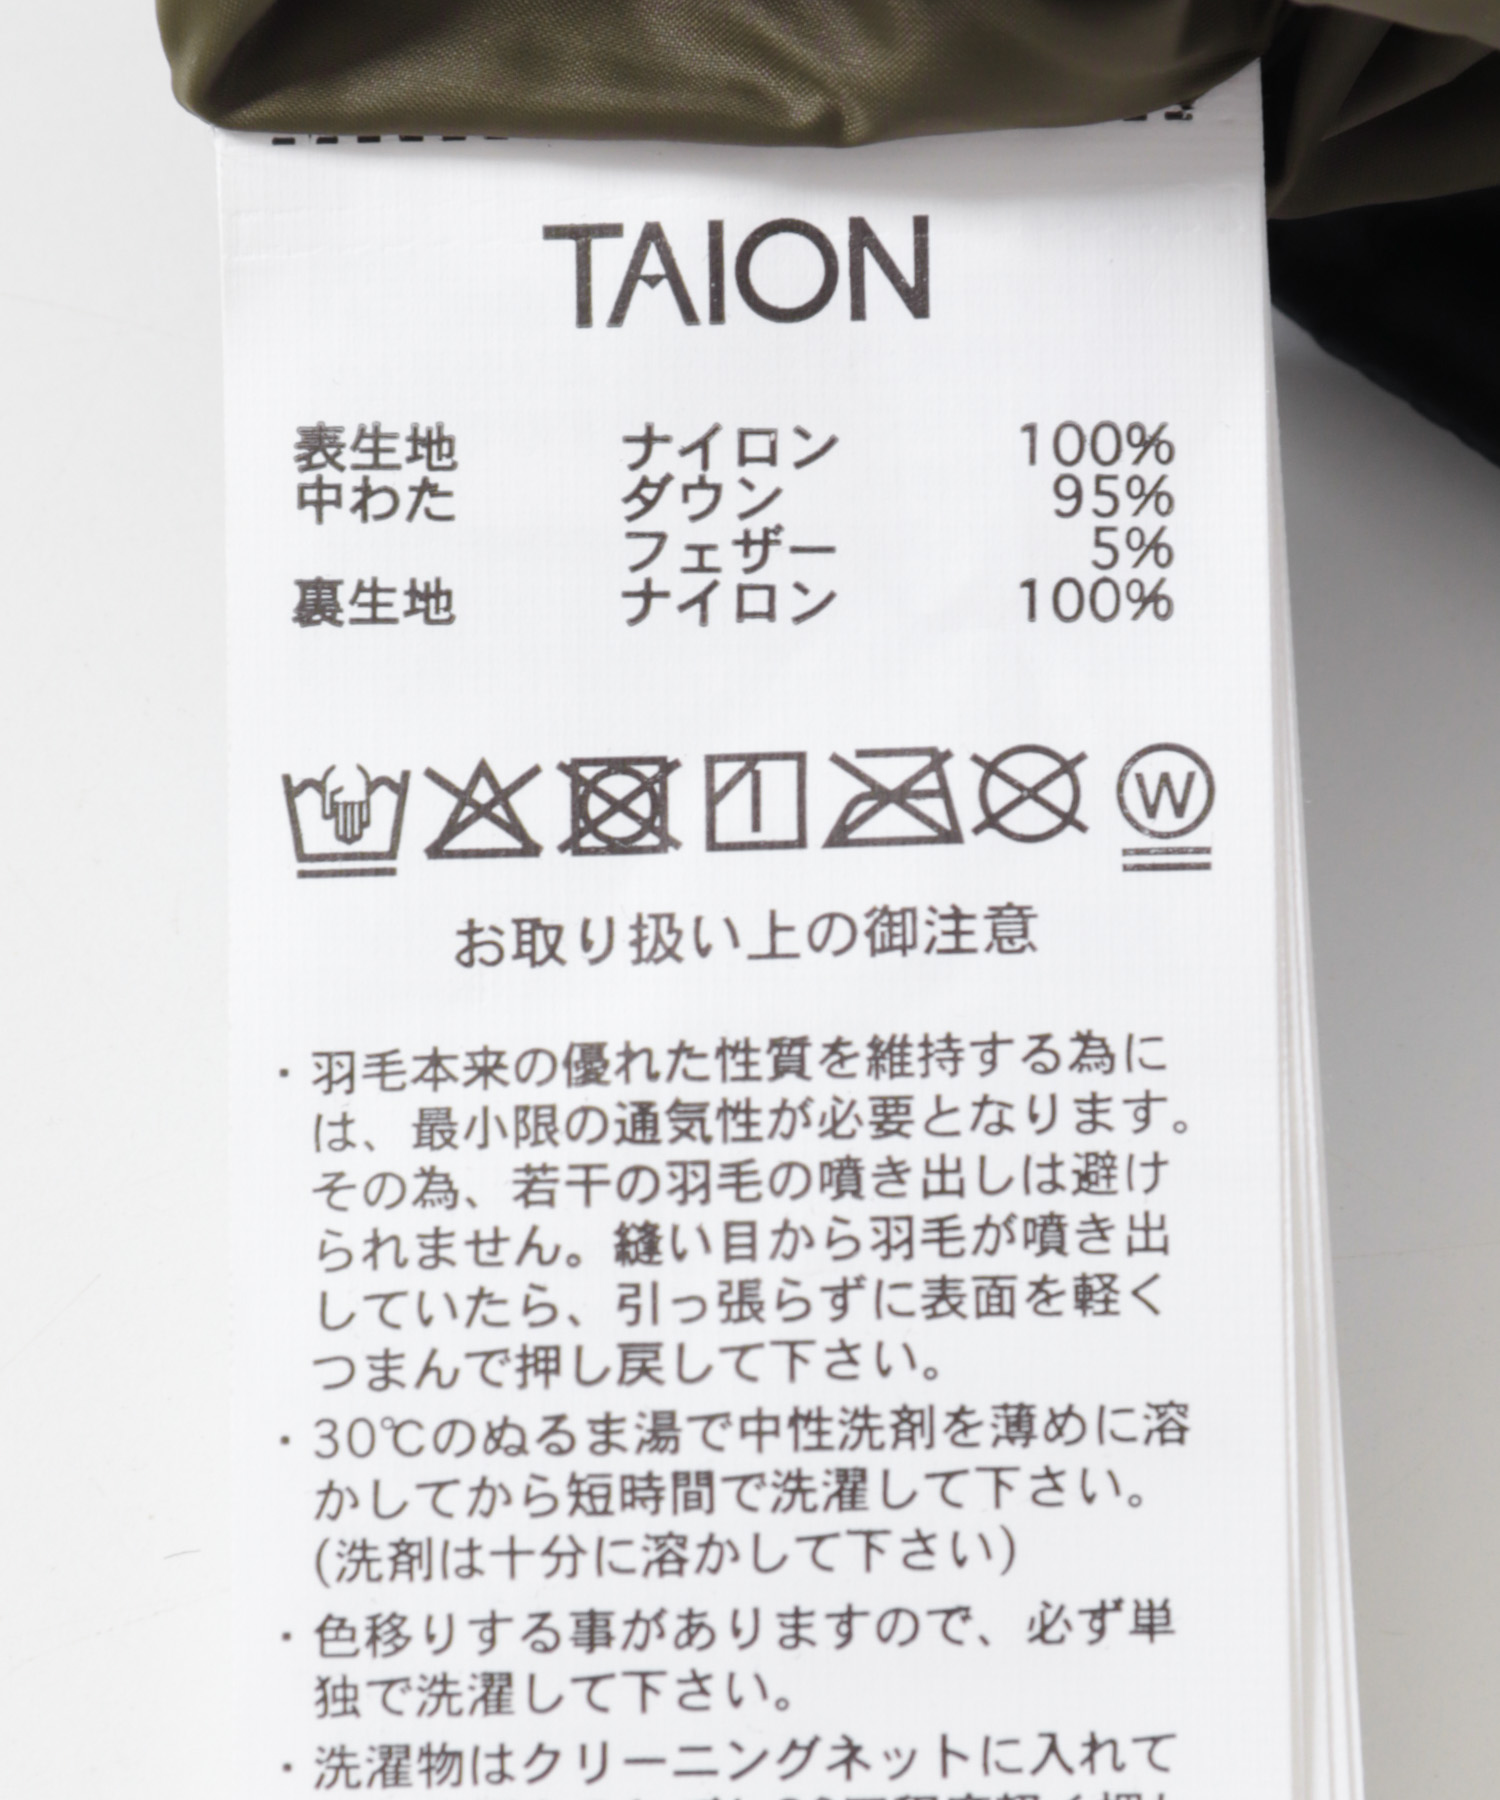 TAION
表生地 ナイロン 100%
中わた ダウン 95%
フェザー 5%
裏生地 ナイロン 100%
W
お取り扱い上の御注意
・羽毛本来の優れた性質を維持する為に
は、最小限の通気性が必要となります。
その為、若干の羽毛の噴き出しは避け
られません。縫い目から羽毛が噴き出
していたら、引っ張らずに表面を軽く
つまんで押し戻して下さい。
・30℃のぬるま湯で中性洗剤を薄めに溶
かしてから短時間で洗濯して下さい。
(洗剤は十分に溶かして下さい)
・色移りする事がありますので、必ず単
独で洗濯して下さい。
・洗濯物はクリーニングネットに入れて